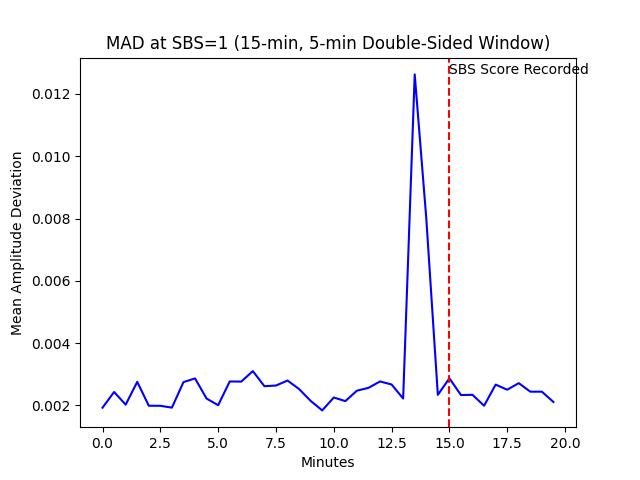 MAD at SBS=1 (15-min, 5-min Double-Sided Window)
SBS Score Recorded
0.012
0.010
0.008
0.006
0.004
0.002
Mean Amplitude Deviation
0.0 2.5 5.0 7.5 10.0 12.5 15.0 17.5 20.0
Minutes